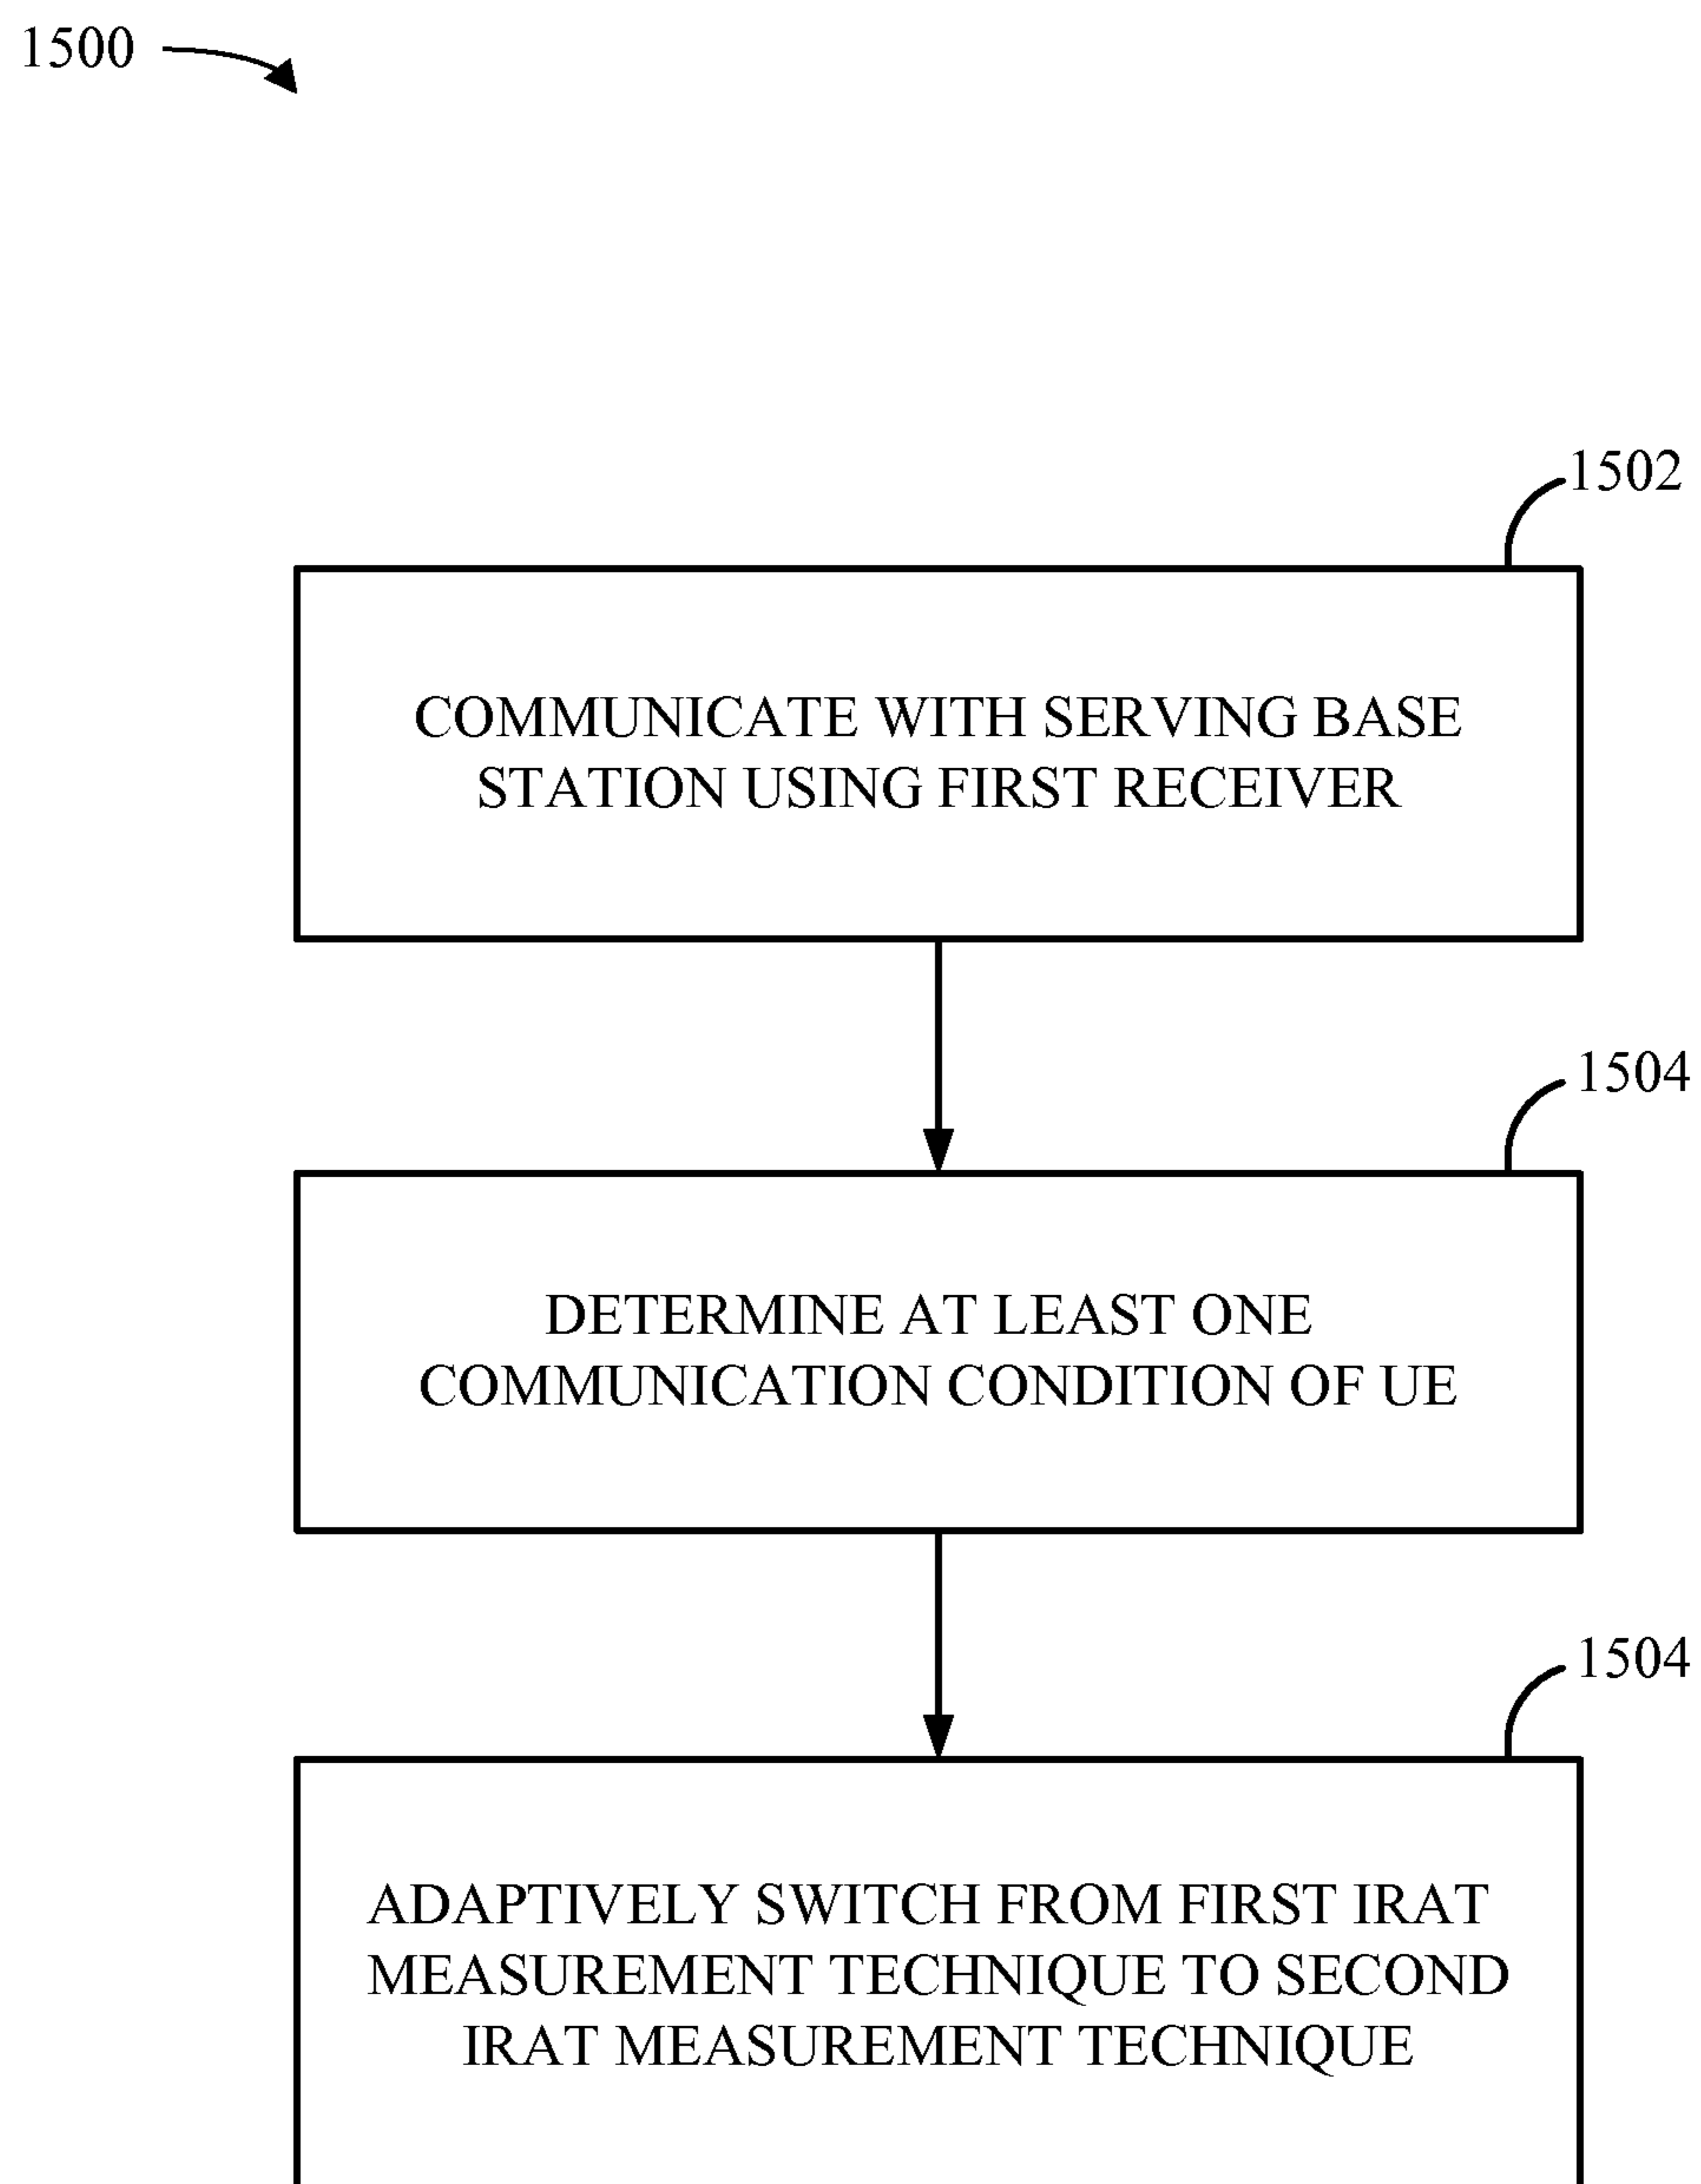 1500
1502
COMMUNICATE WITH SERVING BASE
STATION USING FIRST RECEIVER
1504
DETERMINE AT LEAST ONE
COMMUNICATION CONDITION OF UE
1504
ADAPTIVELY SWITCH FROM FIRST IRAT
MEASUREMENT TECHNIQUE TO SECOND
IRAT MEASUREMENT TECHNIQUE